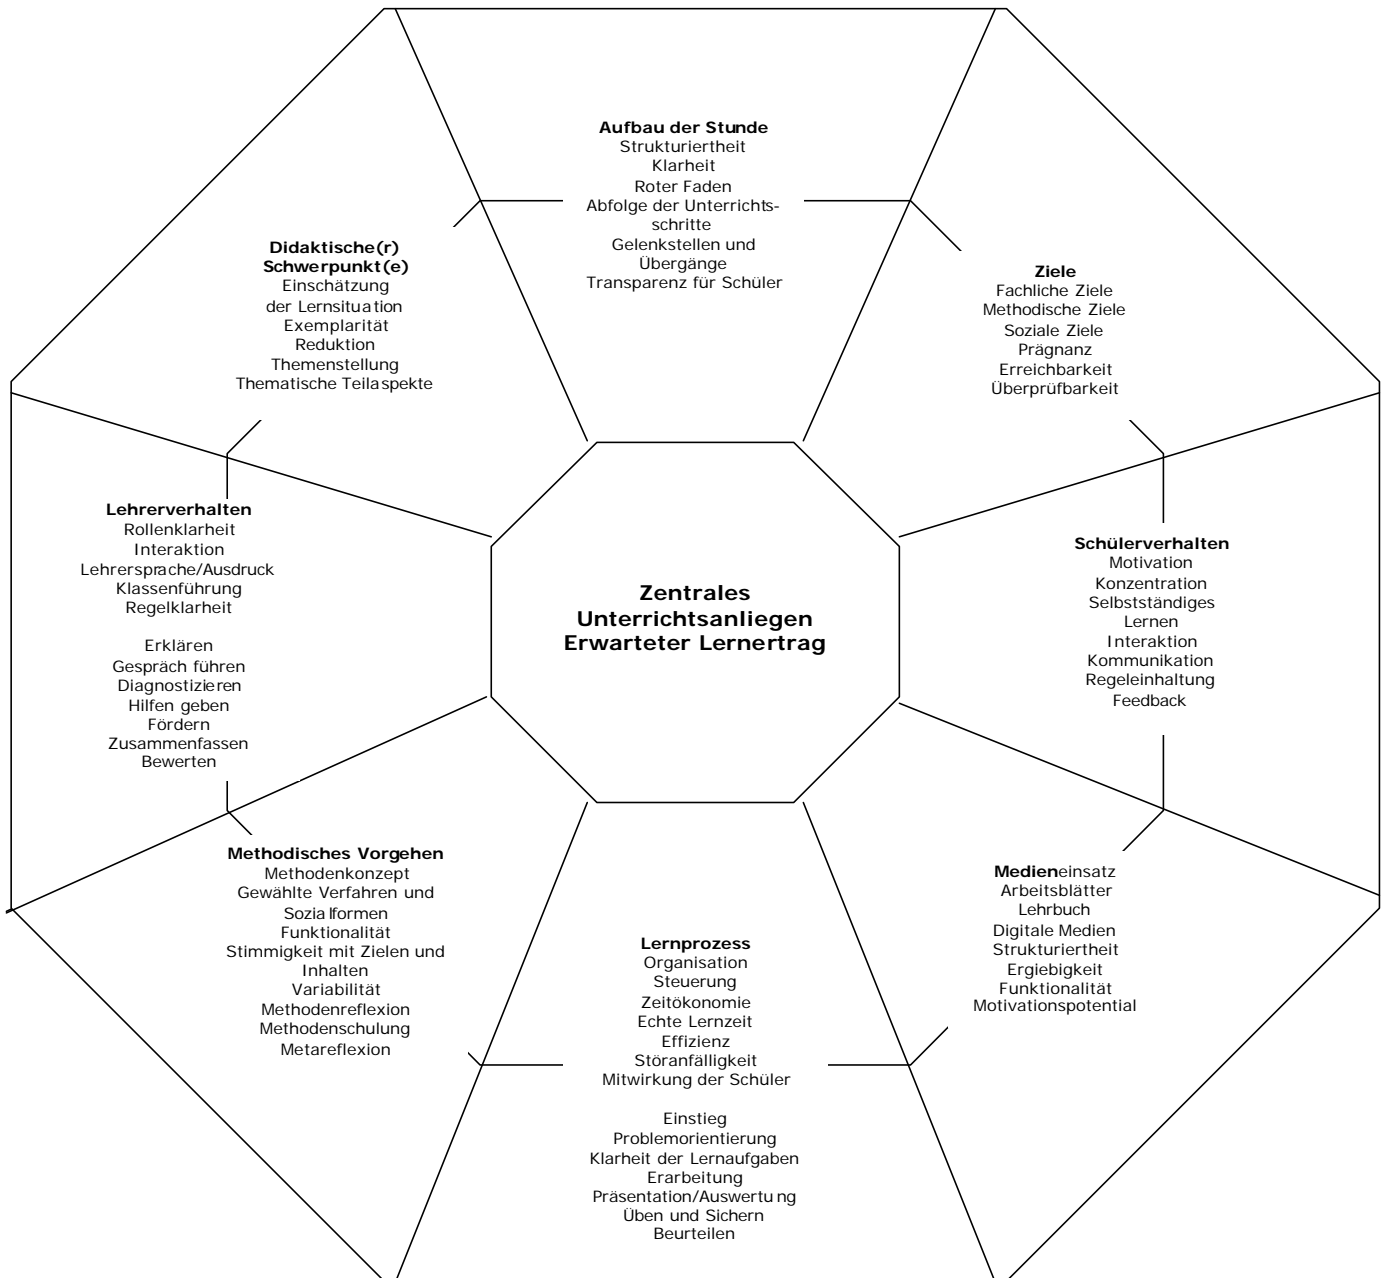 Aufbau der Stunde
Strukturiertheit
Klarheit
Roter Faden
Abfolge der Unterrichts-
schritte
Gelenkstellen und
Übergänge
Transparenz für Schüler
Didaktische(r)
Schwerpunkt(e)
Einschätzung
der Lernsituation
Exemplarität
Reduktion
Themenstellung
Thematische Teilaspekte
Ziele
Fachliche Ziele
Methodische Ziele
Soziale Ziele
Prägnanz
Erreichbarkeit
Überprüfbarkeit
Lehrerverhalten
Rollenklarheit
Interaktion
Lehrersprache/Ausdruck
Klassenführung
Regelklarheit
Erklären
Gespräch führen
Diagnostizieren
Hilfen geben
Fördern
Zusammenfassen
Bewerten
Zentrales
Unterrichtsanliegen
Erwarteter Lernertrag
Schülerverhalten
Motivation
Konzentration
Selbstständiges
Lernen
Interaktion
Kommunikation
Regeleinhaltung
Feedback
Methodisches Vorgehen
Methodenkonzept
Gewählte Verfahren und
Sozialformen
Funktionalität
Stimmigkeit mit Zielen und
Inhalten
Variabilität
Methodenreflexion
Methodenschulung
Metareflexion
Lernprozess
Organisation
Steuerung
Zeitökonomie
Echte Lernzeit
Effizienz
Störanfälligkeit
Mitwirkung der Schüler
Einstieg
Problemorientierung
Klarheit der Lernaufgaben
Erarbeitung
Präsentation/Auswertung
Üben und Sichern
Beurteilen
Medieneinsatz
Arbeitsblätter
Lehrbuch
Digitale Medien
Strukturiertheit
Ergiebigkeit
Funktionalität
Motivationspotential